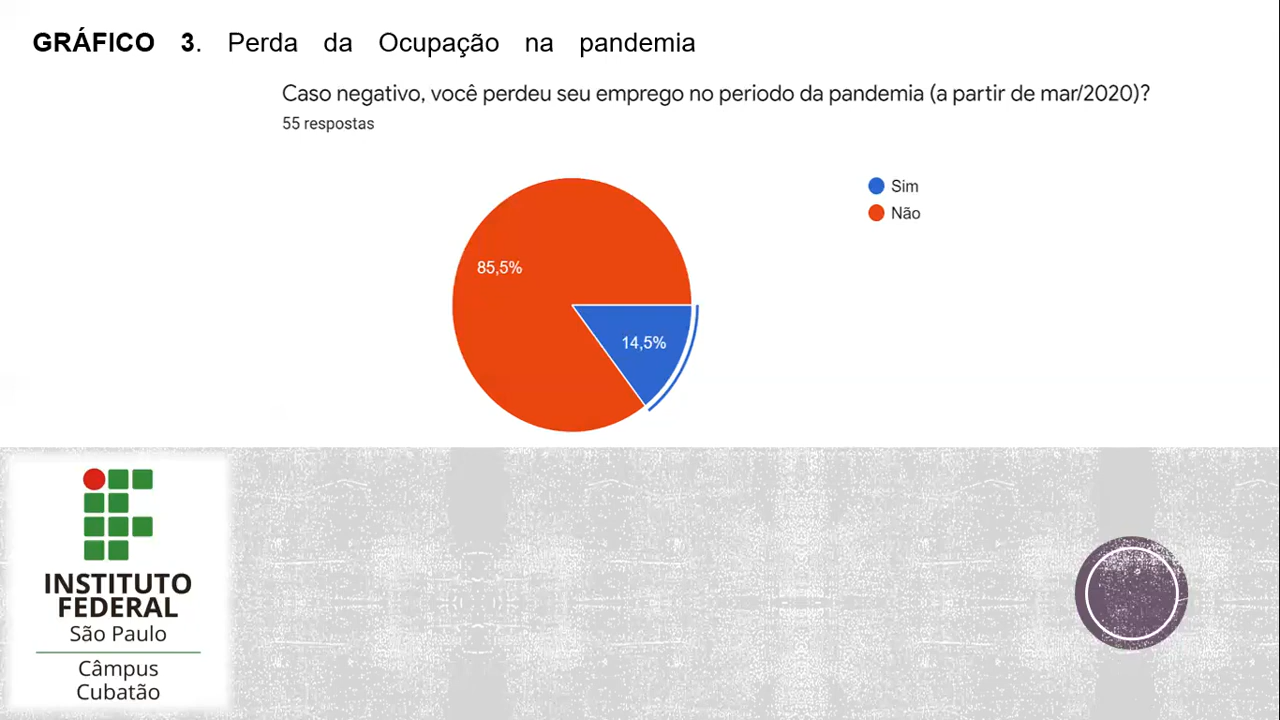 GRÁFICO 3. Perda da Ocupação na pandemia
Caso negativo, você perdeu seu emprego no periodo da pandemia (a partir de mar/2020)?
55 respostas
Sim
Não
85,5%
14,5%
INSTITUTO
FEDERAL
São Paulo
Câmpus
Cubatão